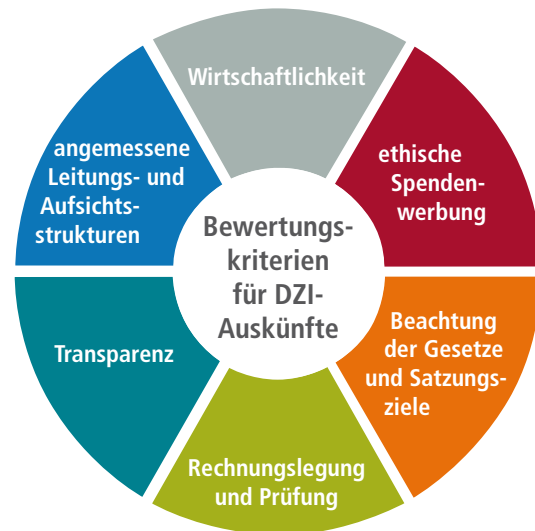 Wirtschaftlichkeit
ethische
Spenden-
werbung
Beachtung
der Gesetze
und Satzungs-
ziele
Rechnungslegung
und Prüfung
Transparenz
angemessene
Leitungs- und
Aufsichts-
strukturen
Bewertungs-
kriterien
für DZI-
Auskünfte